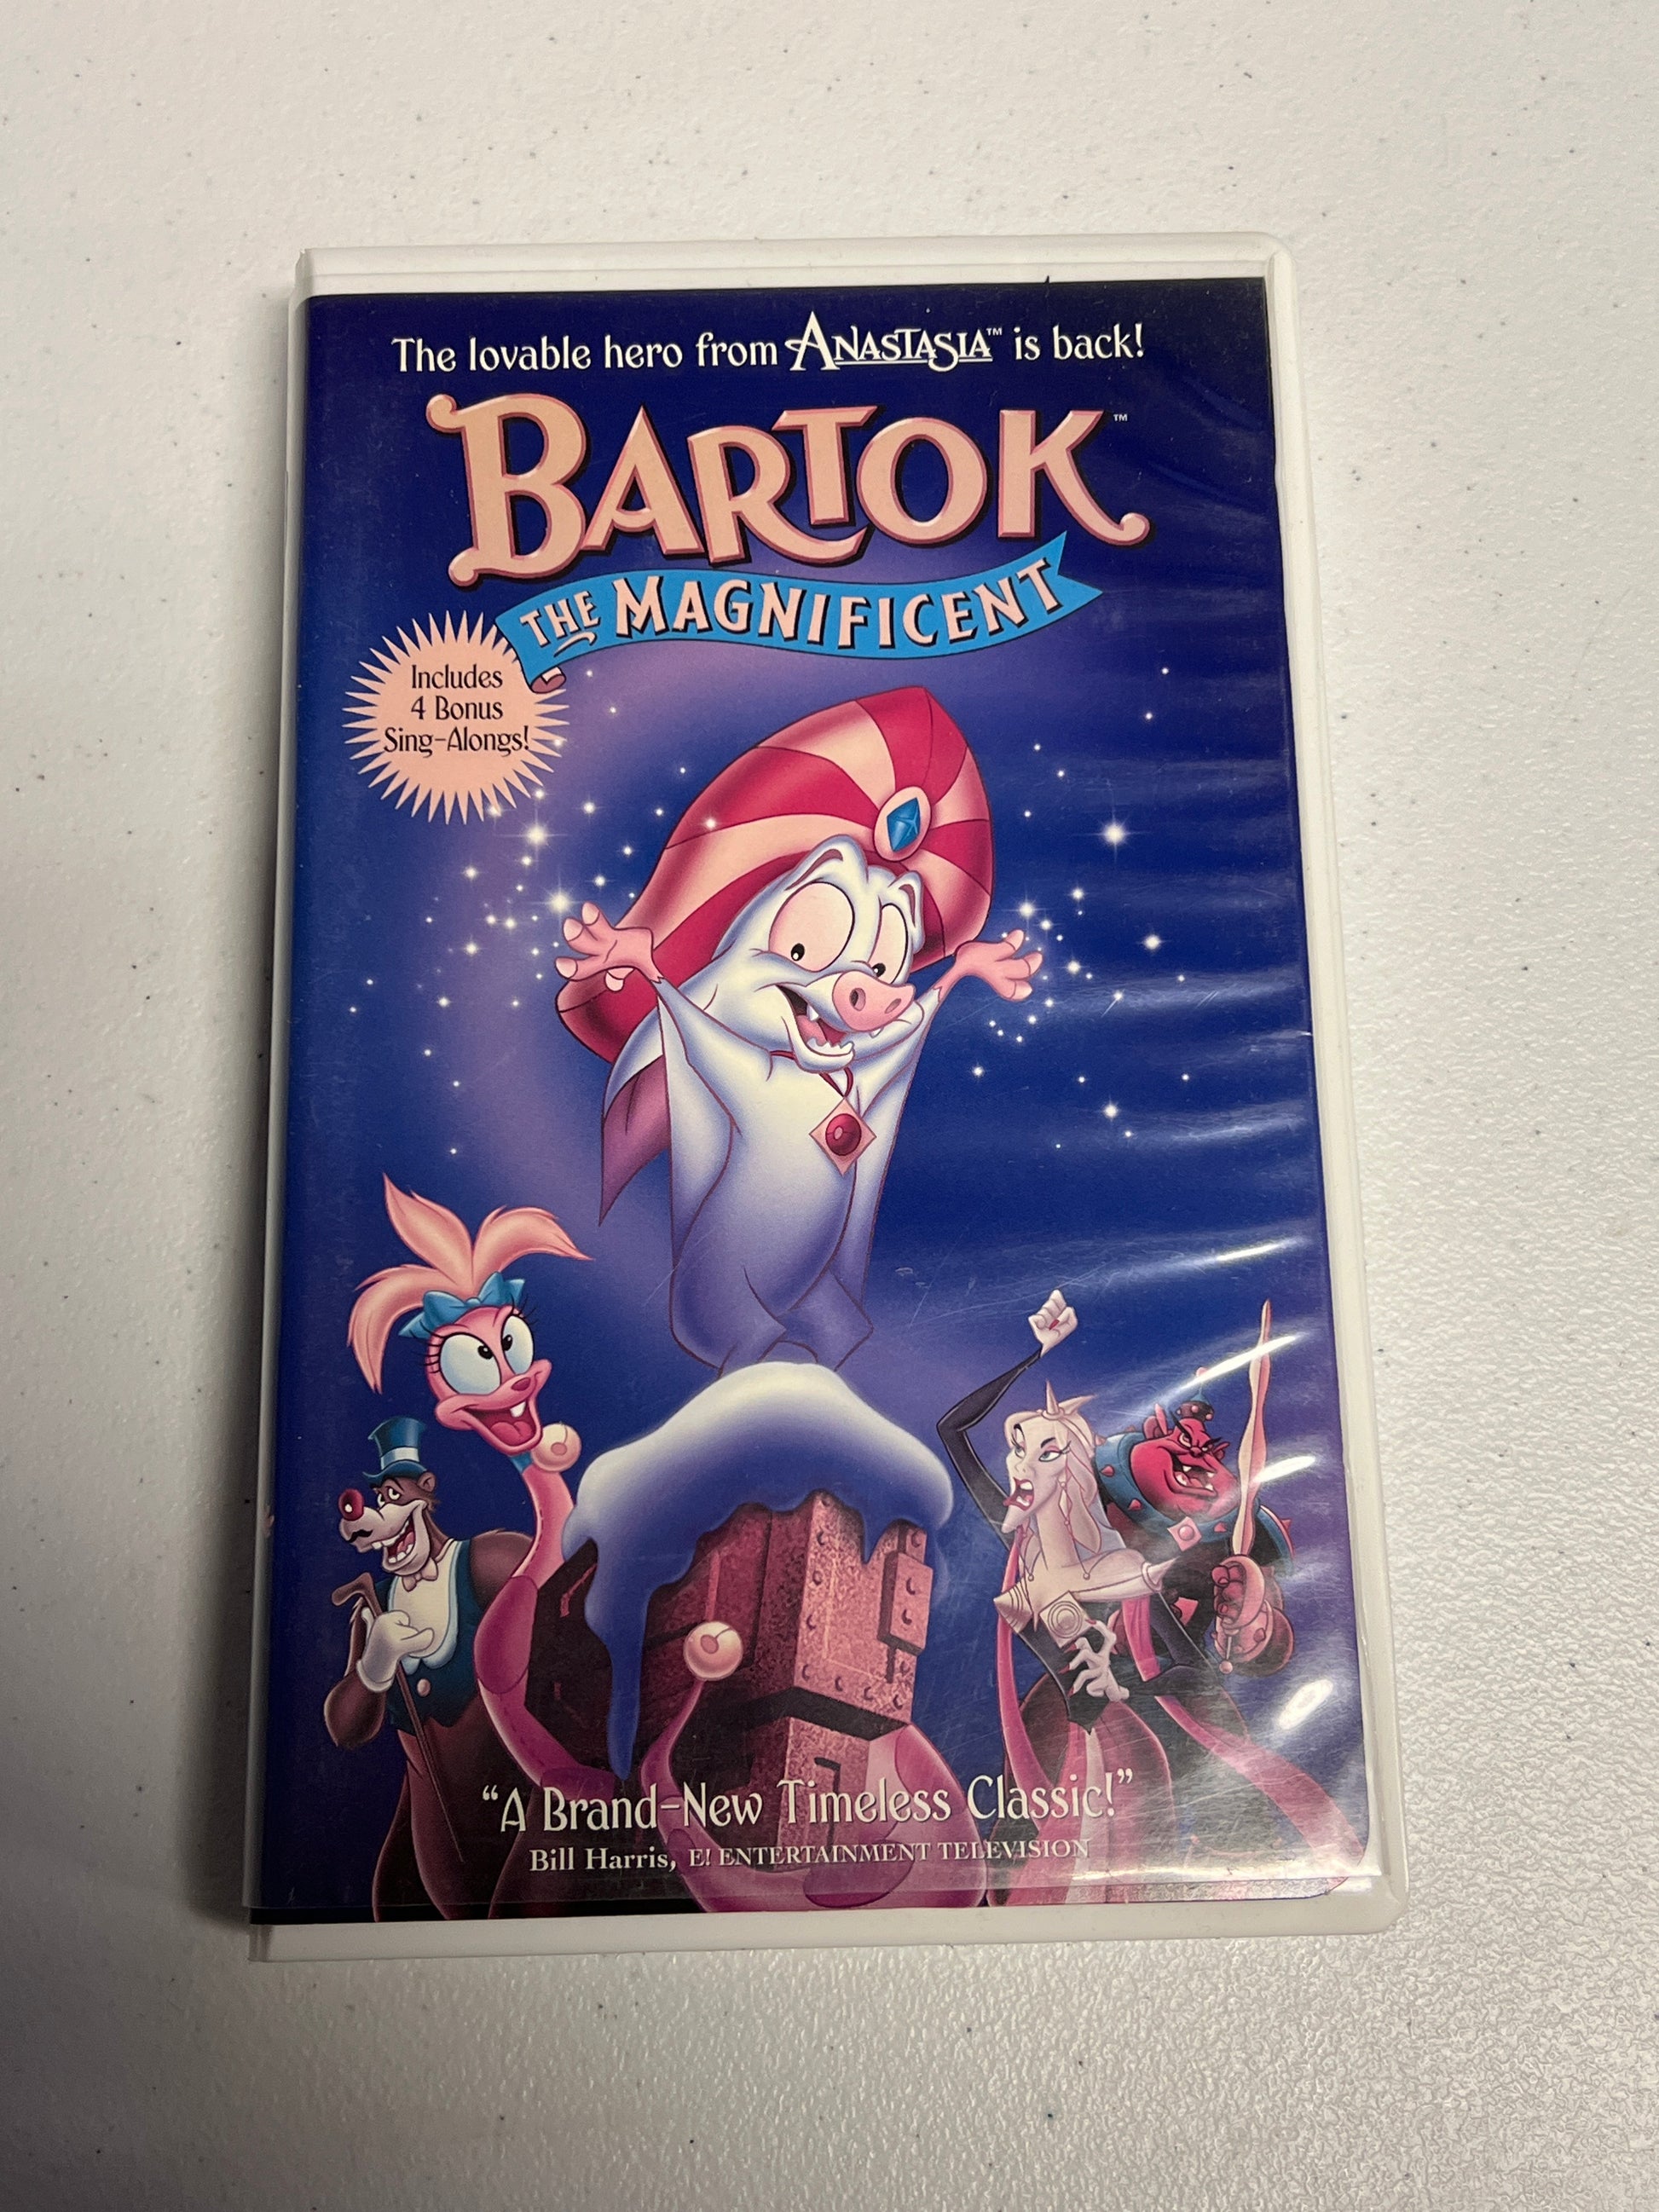 The lovable hero from ANASTASIA™ is back!
BARTOK™
THE MAGNIFICENT
Includes
4 Bonus
Sing-Alongs!
“A Brand-New Timeless Classic!”
Bill Harris, E! ENTERTAINMENT TELEVISION